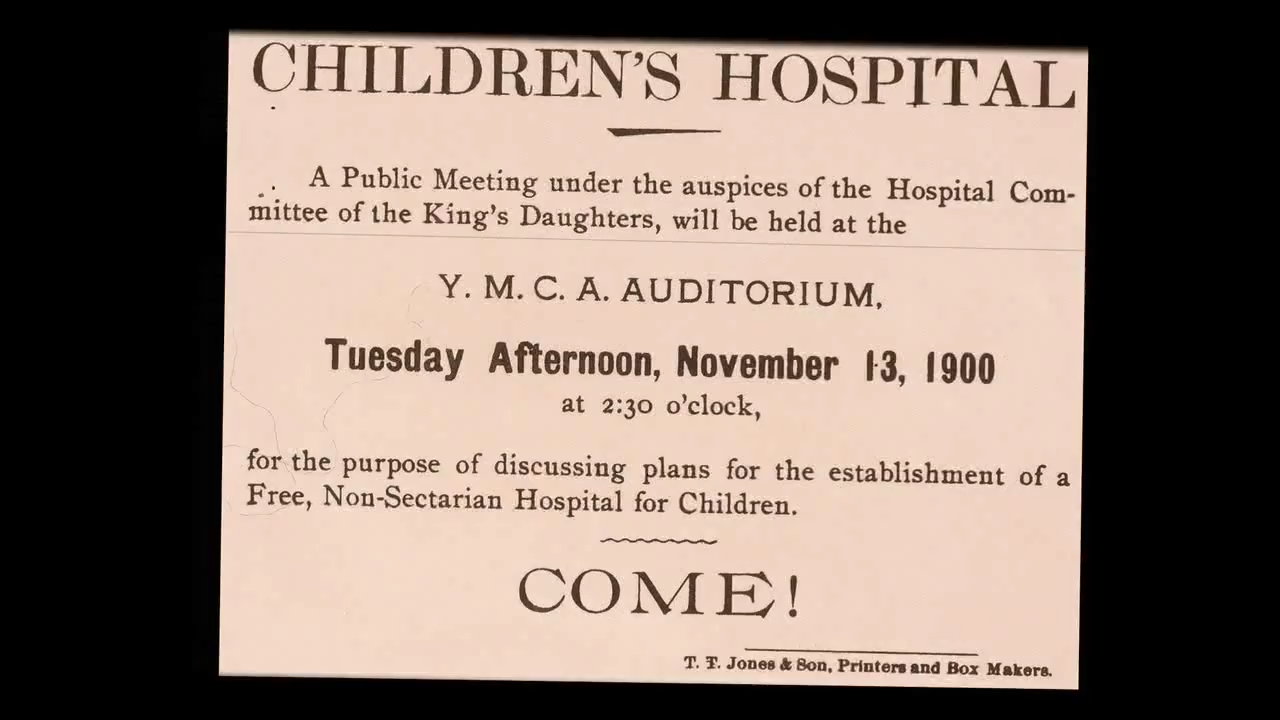 CHILDREN'S HOSPITAL
A Public Meeting under the auspices of the Hospital Com-
mittee of the King's Daughters, will be held at the
Y. M. C. A. AUDITORIUM,
Tuesday Afternoon, November 13, 1900
at 2:30 o'clock,
for the purpose of discussing plans for the establishment of a
Free, Non-Sectarian Hospital for Children.
COME!
T. T. Jones & Son, Printers and Box Makers.